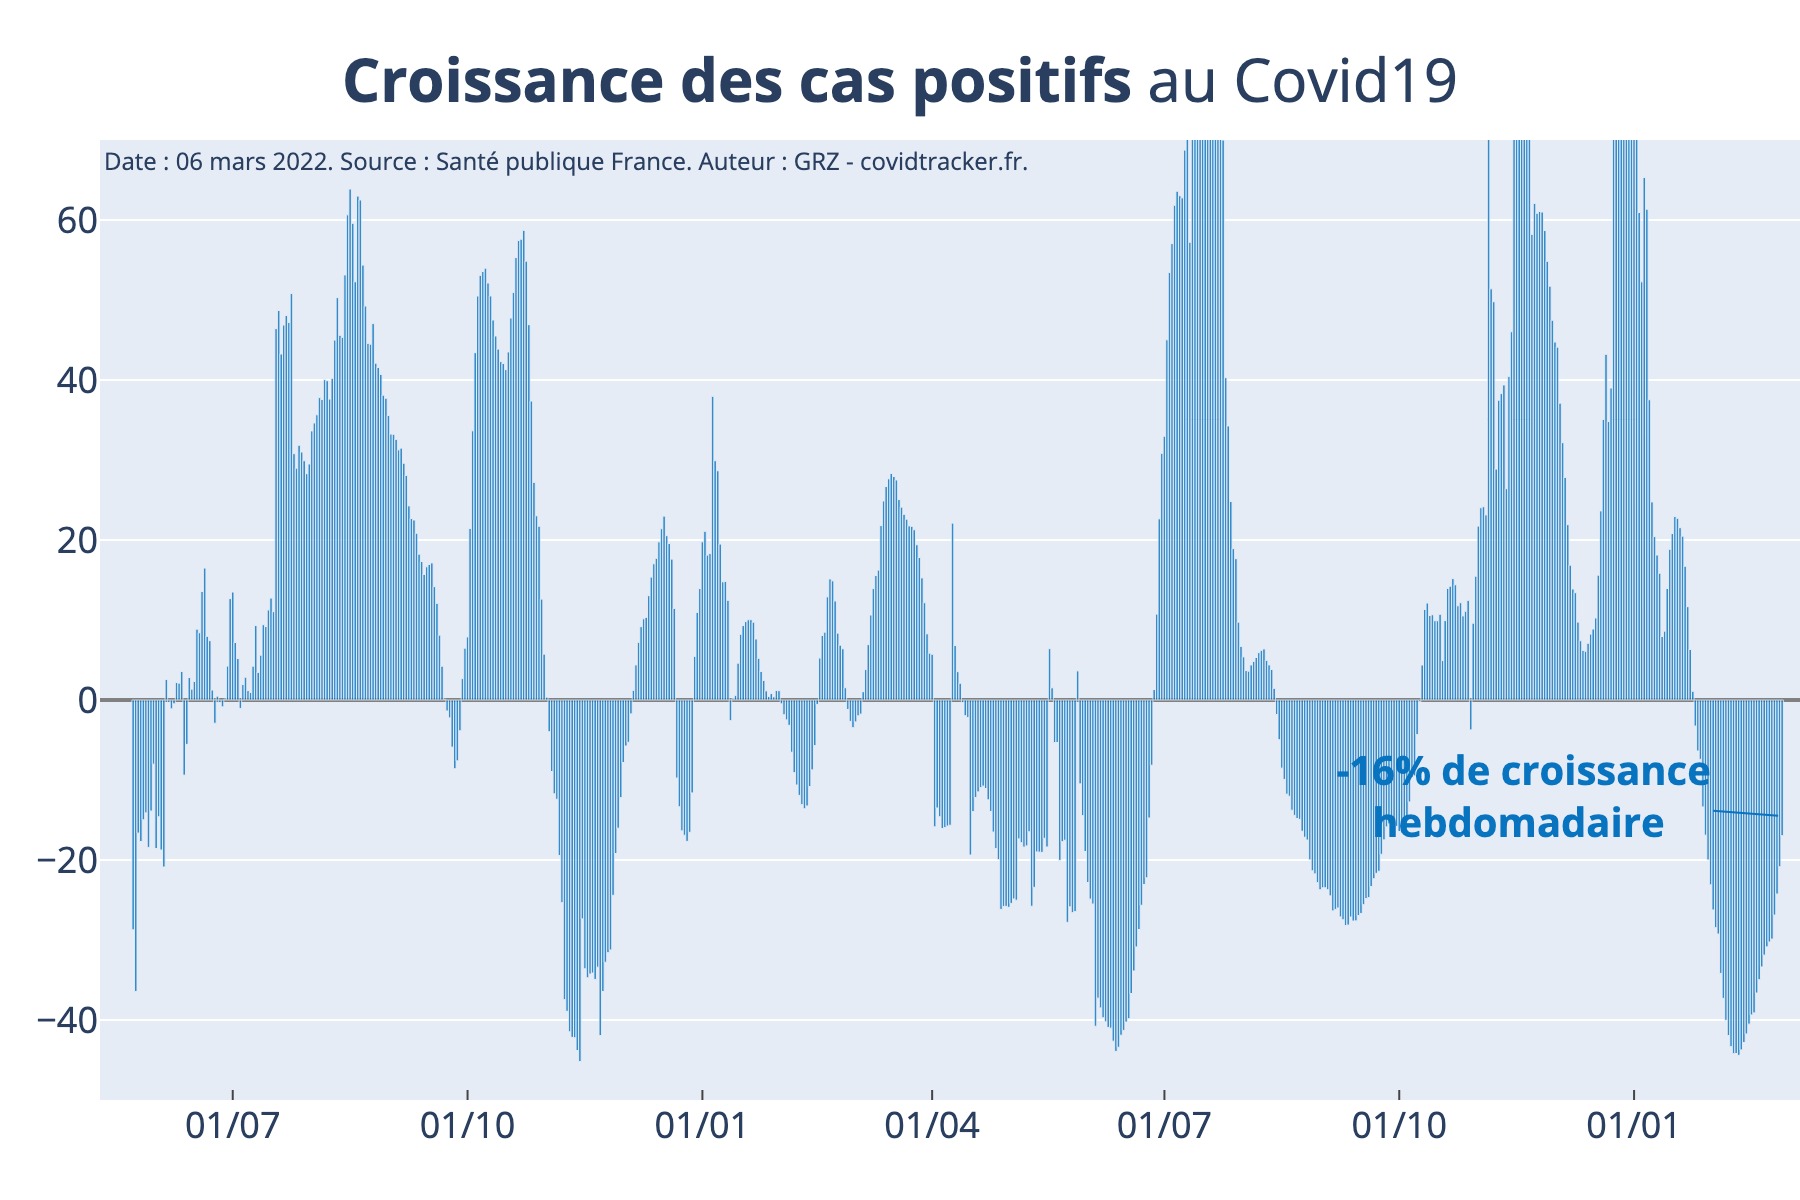 Croissance des cas positifs au Covid19
Date : 06 mars 2022. Source : Santé publique France. Auteur : GRZ - covidtracker.fr.
60
40
20
0
−20
−40
-16% de croissance
hebdomadaire
01/07 01/10 01/01 01/04 01/07 01/10 01/01